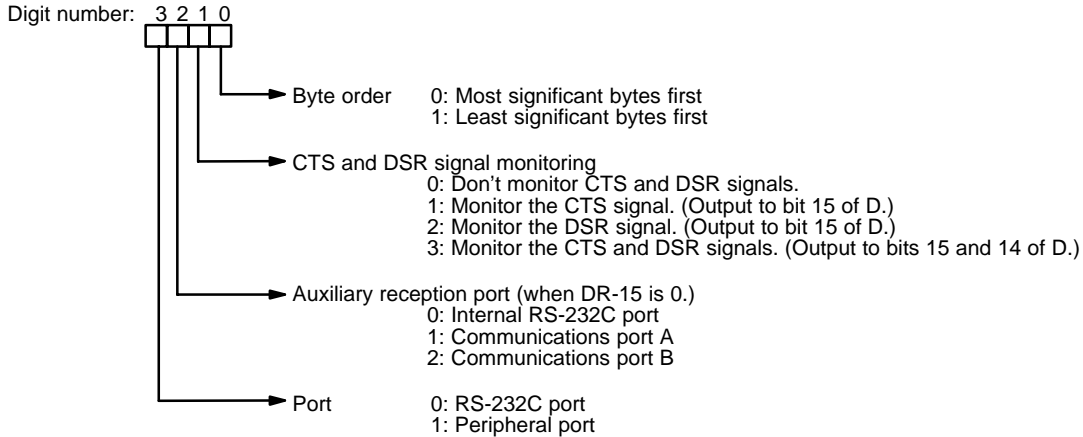 Digit number: 3 2 1 0
Byte order 0: Most significant bytes first
1: Least significant bytes first
CTS and DSR signal monitoring
0: Don't monitor CTS and DSR signals.
1: Monitor the CTS signal. (Output to bit 15 of D.)
2: Monitor the DSR signal. (Output to bit 15 of D.)
3: Monitor the CTS and DSR signals. (Output to bits 15 and 14 of D.)
Auxiliary reception port (when DR-15 is 0.)
0: Internal RS-232C port
1: Communications port A
2: Communications port B
Port 0: RS-232C port
1: Peripheral port